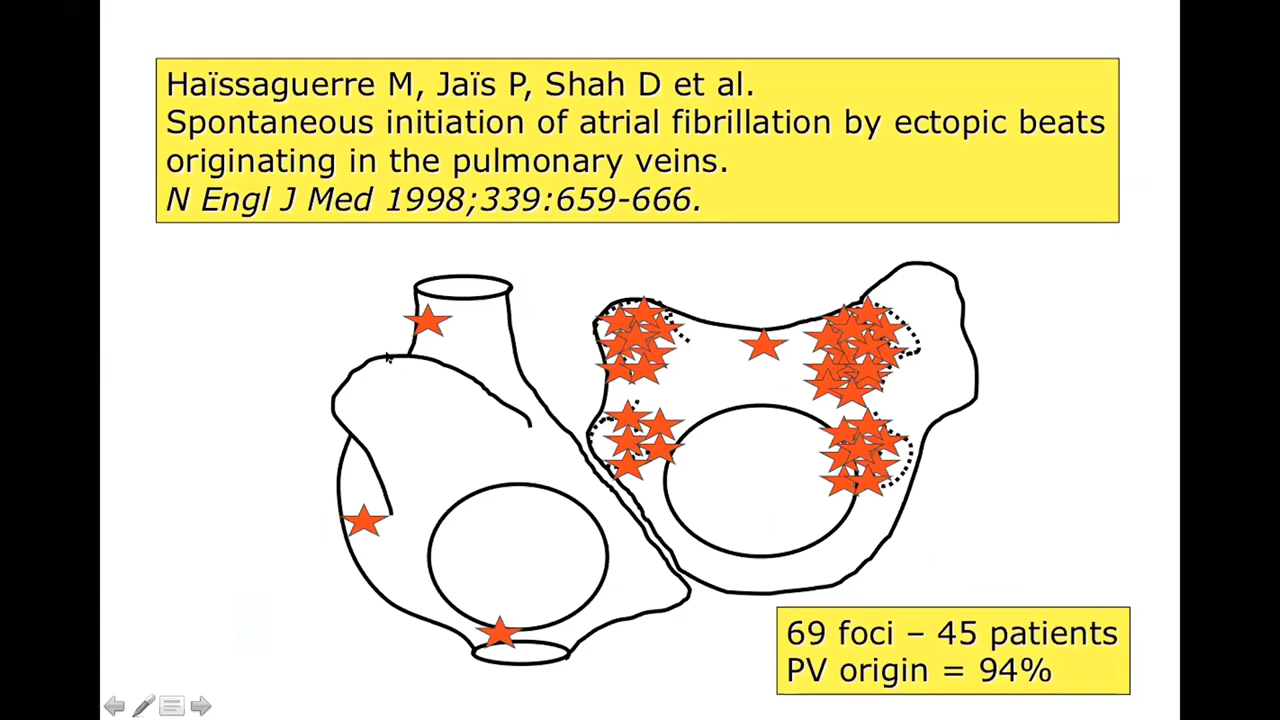 Haïssaguerre M, Jaïs P, Shah D et al.
Spontaneous initiation of atrial fibrillation by ectopic beats
originating in the pulmonary veins.
N Engl J Med 1998;339:659-666.
69 foci – 45 patients
PV origin = 94%